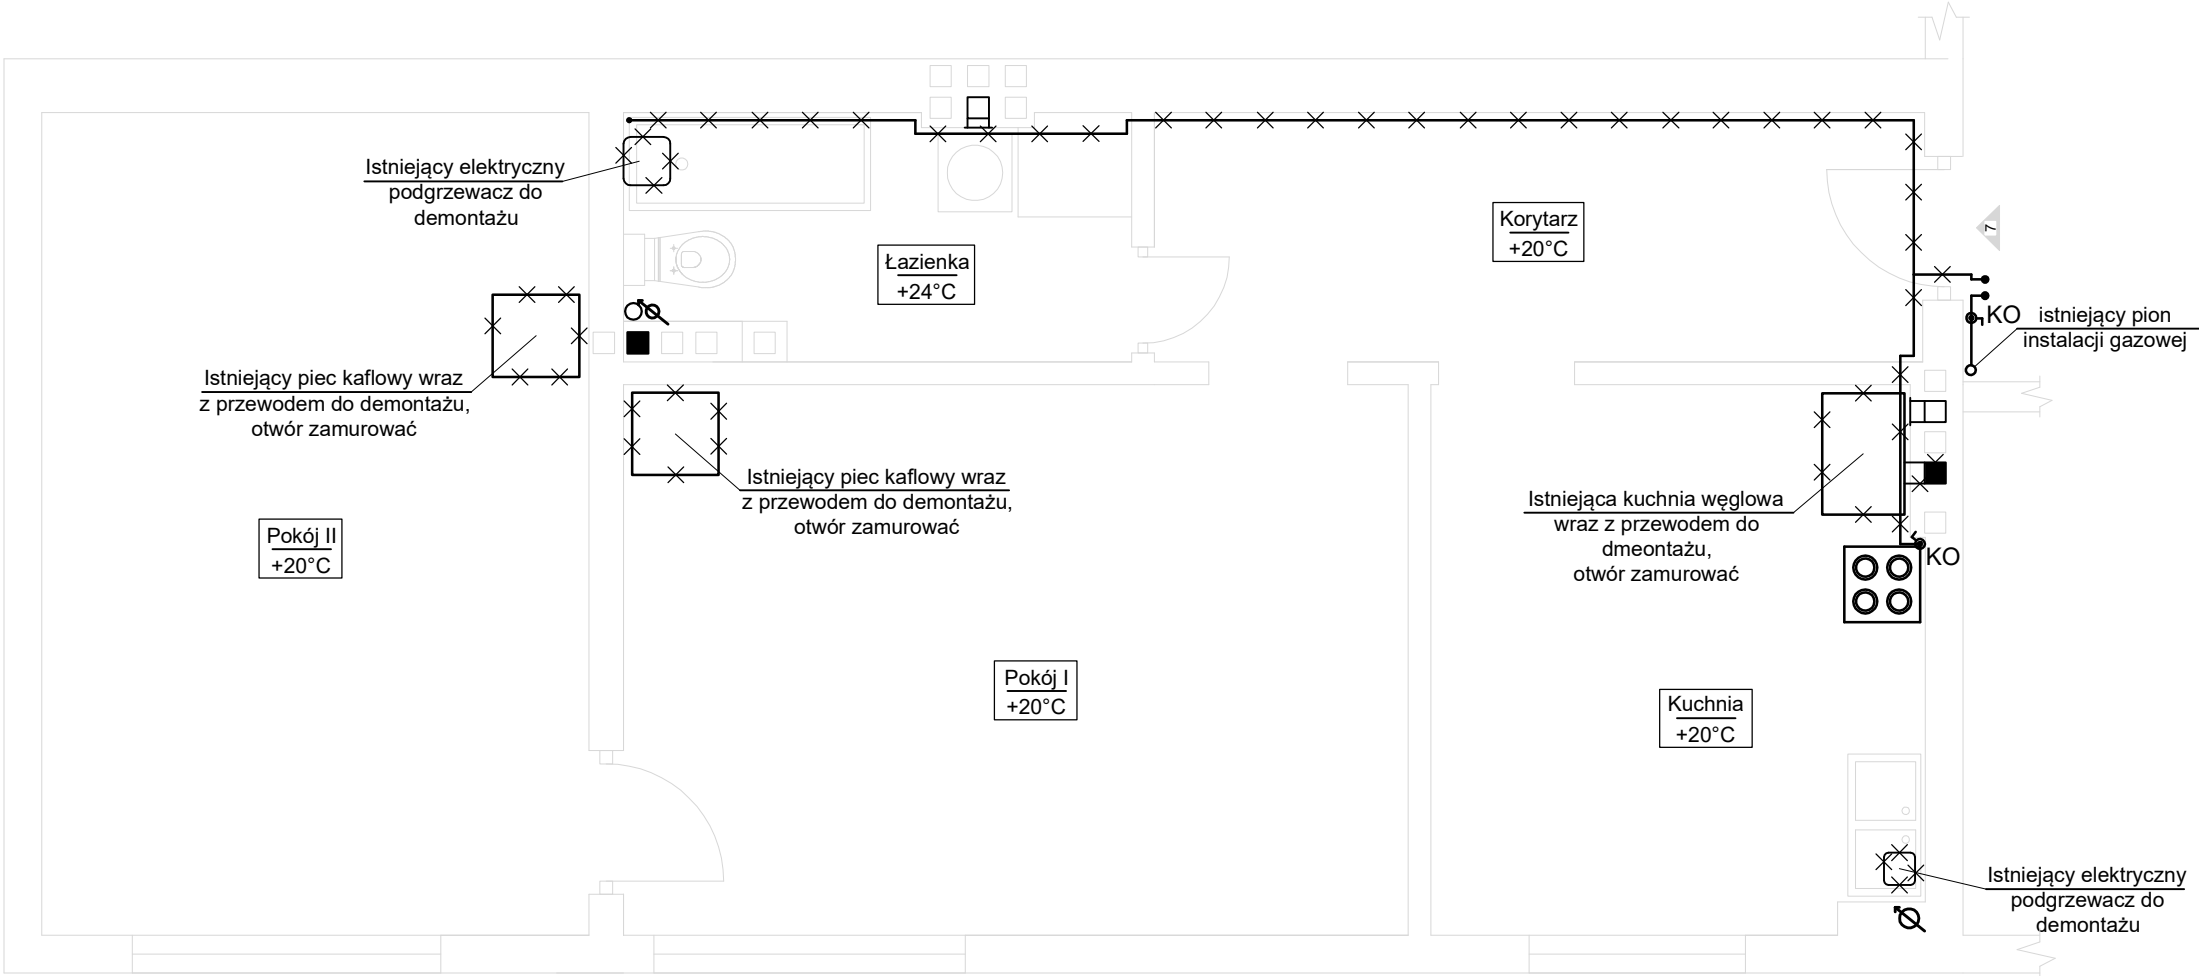 Istniejący elektryczny
podgrzewacz do
demontażu
Łazienka
+24°C
Korytarz
+20°C
7
KO
istniejący pion
instalacji gazowej
Istniejący piec kaflowy wraz
z przewodem do demontażu,
otwór zamurować
Istniejący piec kaflowy wraz
z przewodem do demontażu,
otwór zamurować
Istniejąca kuchnia węglowa
wraz z przewodem do
dmeontażu,
otwór zamurować
KO
Pokój II
+20°C
Pokój I
+20°C
Kuchnia
+20°C
Istniejący elektryczny
podgrzewacz do
demontażu